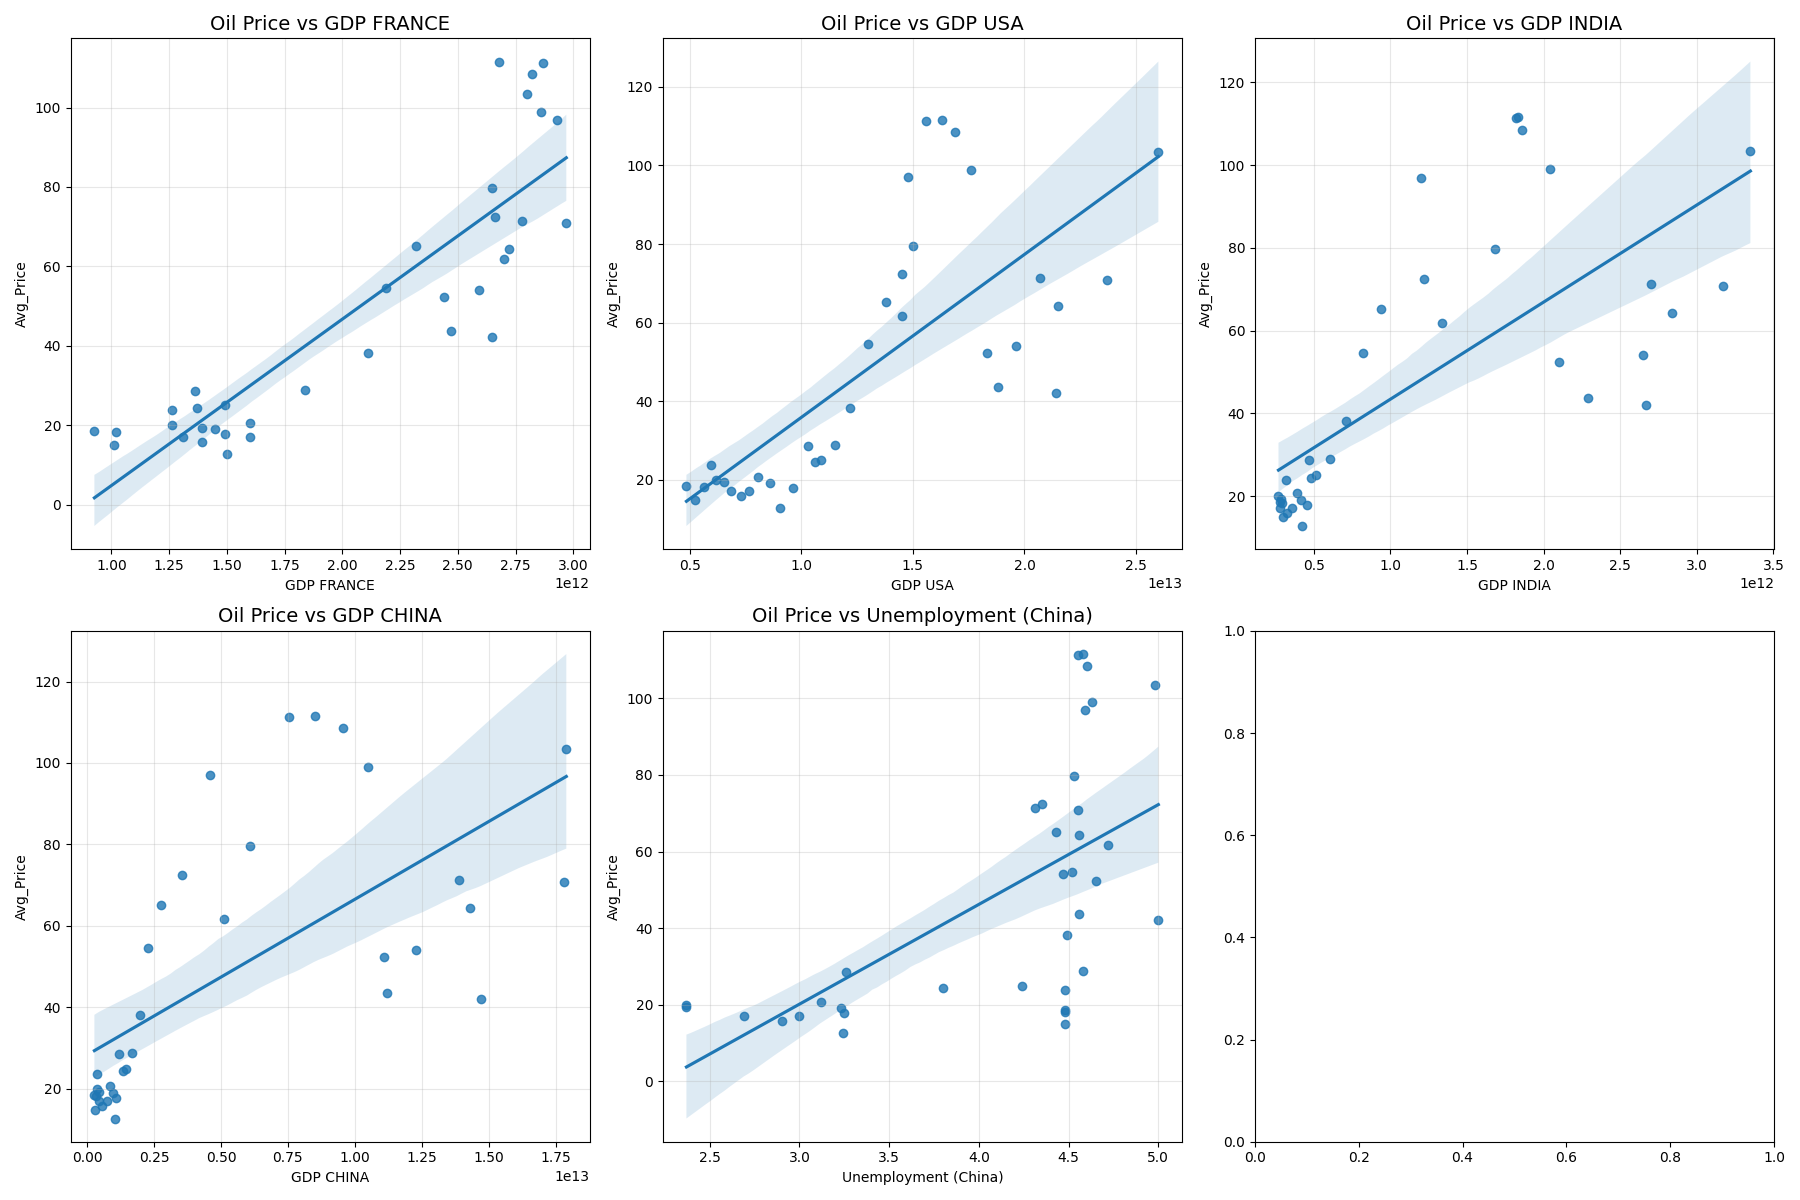 Oil Price vs GDP FRANCE
Avg_Price
100
80
60
40
20
0
1.00 1.25 1.50 1.75 2.00 2.25 2.50 2.75 3.00
GDP FRANCE
1e12
Oil Price vs GDP USA
Avg_Price
120
100
80
60
40
20
0.5 1.0 1.5 2.0 2.5
GDP USA
1e13
Oil Price vs GDP INDIA
Avg_Price
120
100
80
60
40
20
0.5 1.0 1.5 2.0 2.5 3.0 3.5
GDP INDIA
1e12
Oil Price vs GDP CHINA
Avg_Price
120
100
80
60
40
20
0.00 0.25 0.50 0.75 1.00 1.25 1.50 1.75
GDP CHINA
1e13
Oil Price vs Unemployment (China)
Avg_Price
100
80
60
40
20
0
2.5 3.0 3.5 4.0 4.5 5.0
Unemployment (China)
1.0
0.8
0.6
0.4
0.2
0.0
0.0 0.2 0.4 0.6 0.8 1.0